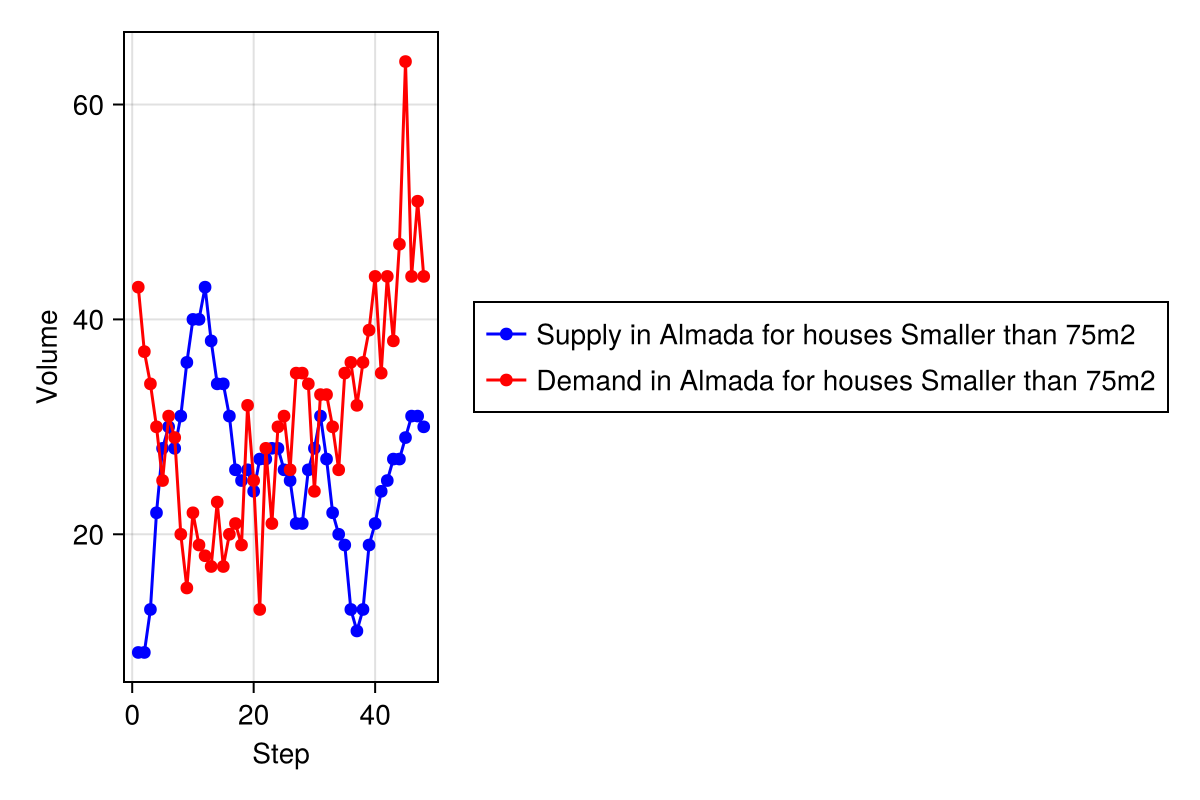 60
40
20
Volume
0 20 40
Step
Supply in Almada for houses Smaller than 75m2
Demand in Almada for houses Smaller than 75m2